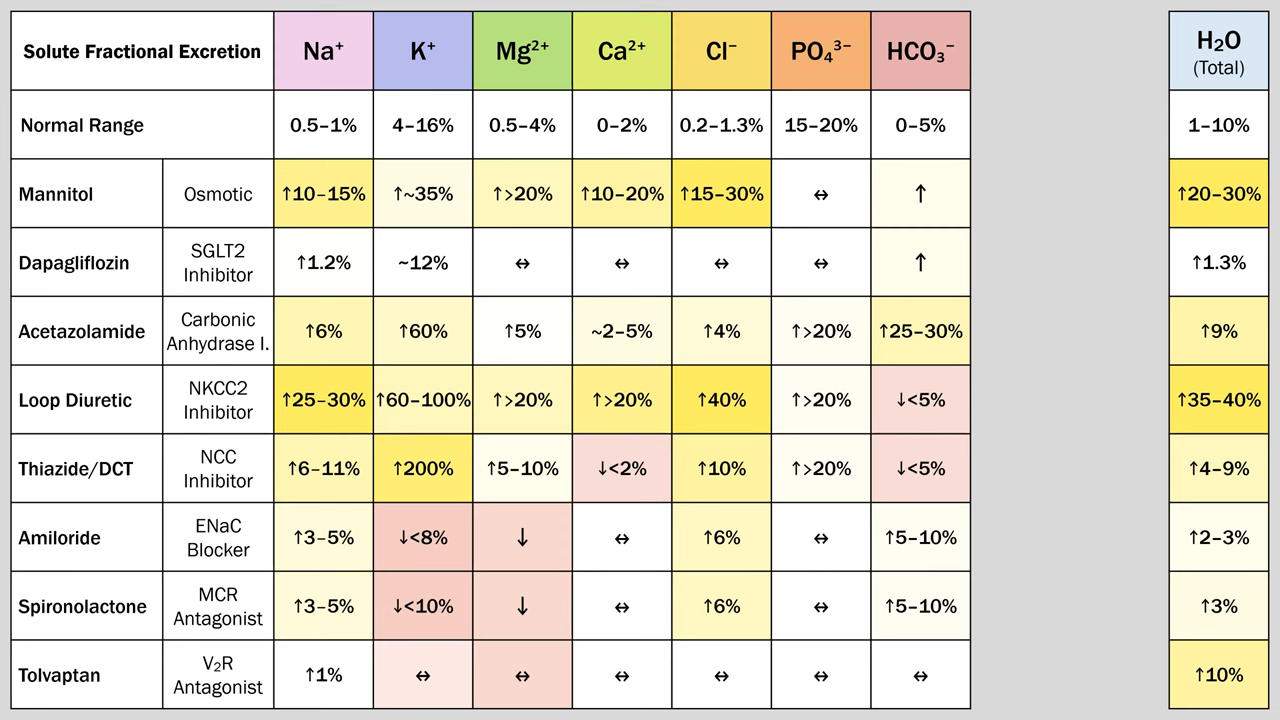 Solute Fractional Excretion Na⁺ K⁺ Mg²⁺ Ca²⁺ Cl⁻ PO₄³⁻ HCO₃⁻ H₂O (Total)
Normal Range 0.5–1% 4–16% 0.5–4% 0–2% 0.2–1.3% 15–20% 0–5% 1–10%
Mannitol Osmotic ↑10–15% ↑~35% ↑>20% ↑10–20% ↑15–30% ↔ ↑ ↑20–30%
Dapagliflozin SGLT2 Inhibitor ↑1.2% ~12% ↔ ↔ ↔ ↔ ↑ ↑1.3%
Acetazolamide Carbonic Anhydrase I. ↑6% ↑60% ↑5% ~2–5% ↑4% ↑>20% ↑25–30% ↑9%
Loop Diuretic NKCC2 Inhibitor ↑25–30% ↑60–100% ↑>20% ↑>20% ↑40% ↑>20% ↓<5% ↑35–40%
Thiazide/DCT NCC Inhibitor ↑6–11% ↑200% ↑5–10% ↓<2% ↑10% ↑>20% ↓<5% ↑4–9%
Amiloride ENaC Blocker ↑3–5% ↓<8% ↓ ↔ ↑6% ↔ ↑5–10% ↑2–3%
Spironolactone MCR Antagonist ↑3–5% ↓<10% ↓ ↔ ↑6% ↔ ↑5–10% ↑3%
Tolvaptan V₂R Antagonist ↑1% ↔ ↔ ↔ ↔ ↔ ↔ ↑10%